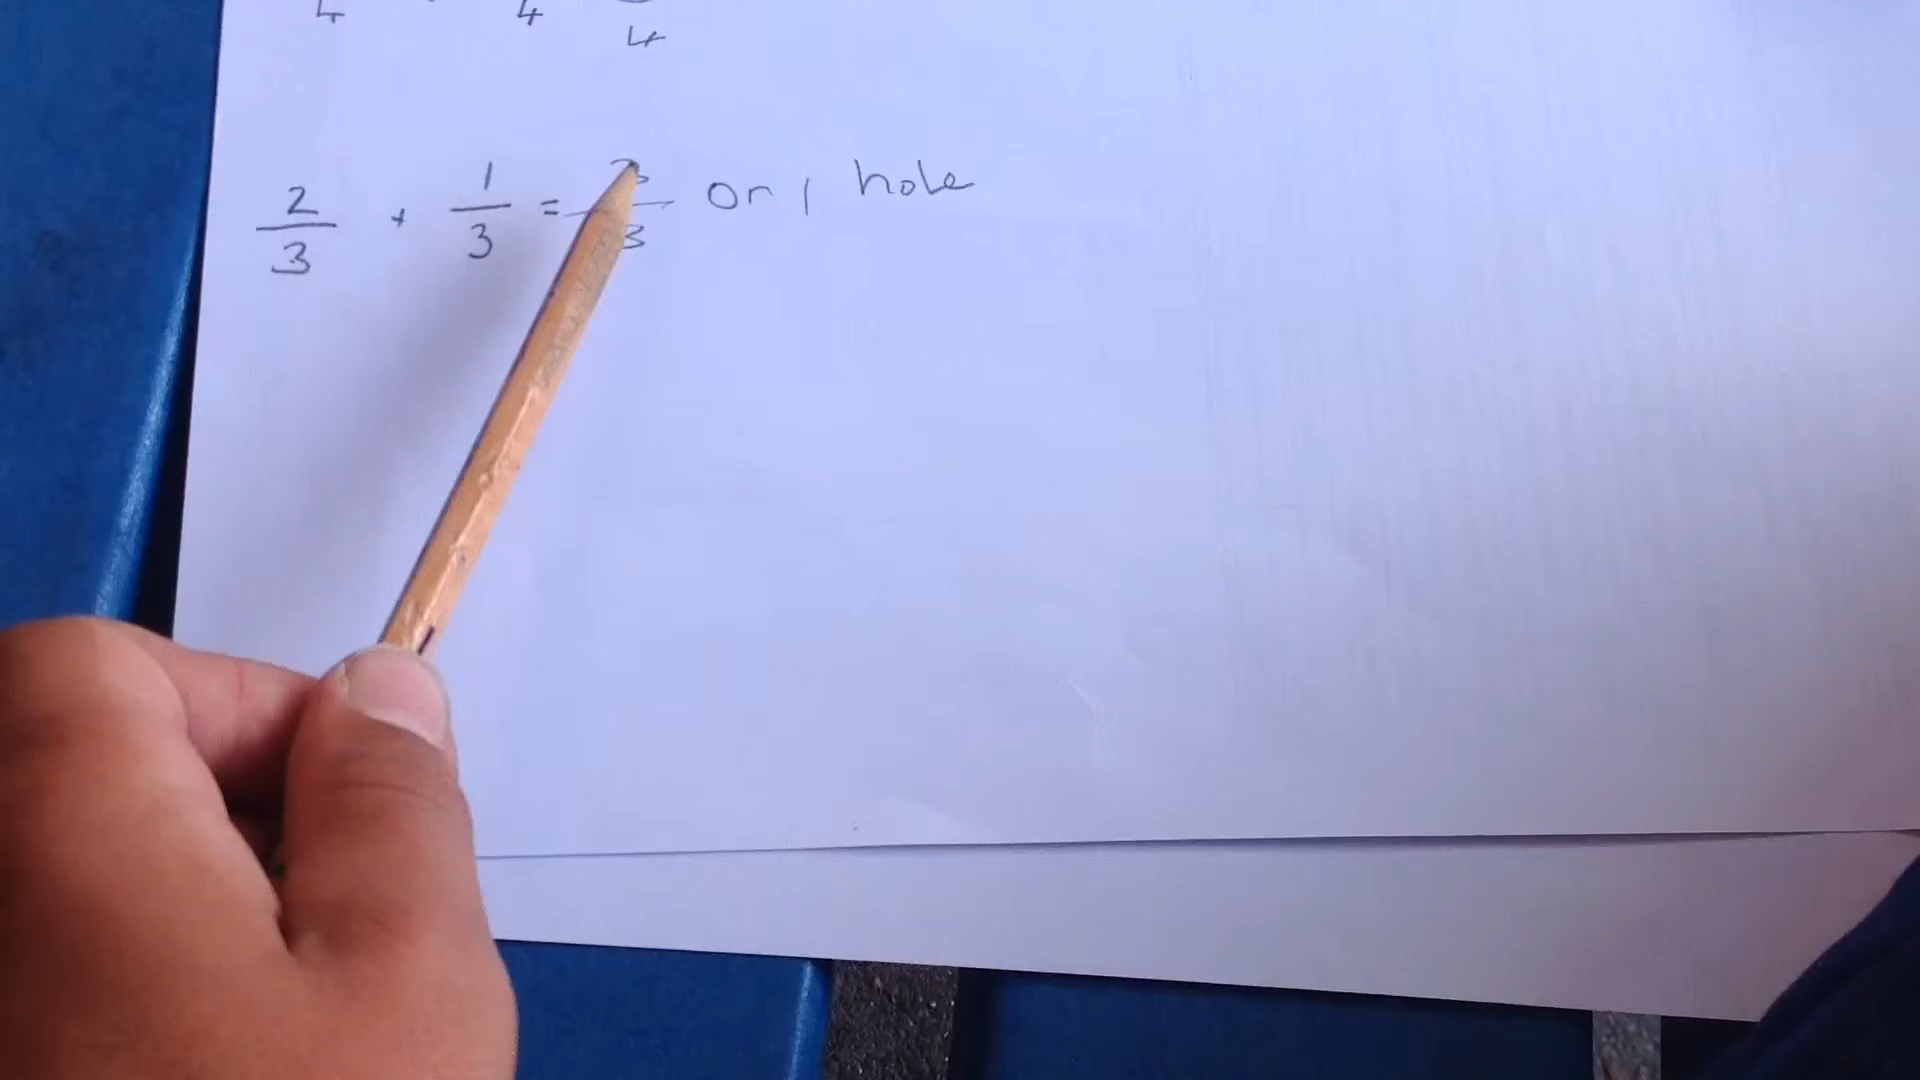 4 4 4
2/3 + 1/3 = 3/3 or 1 hole